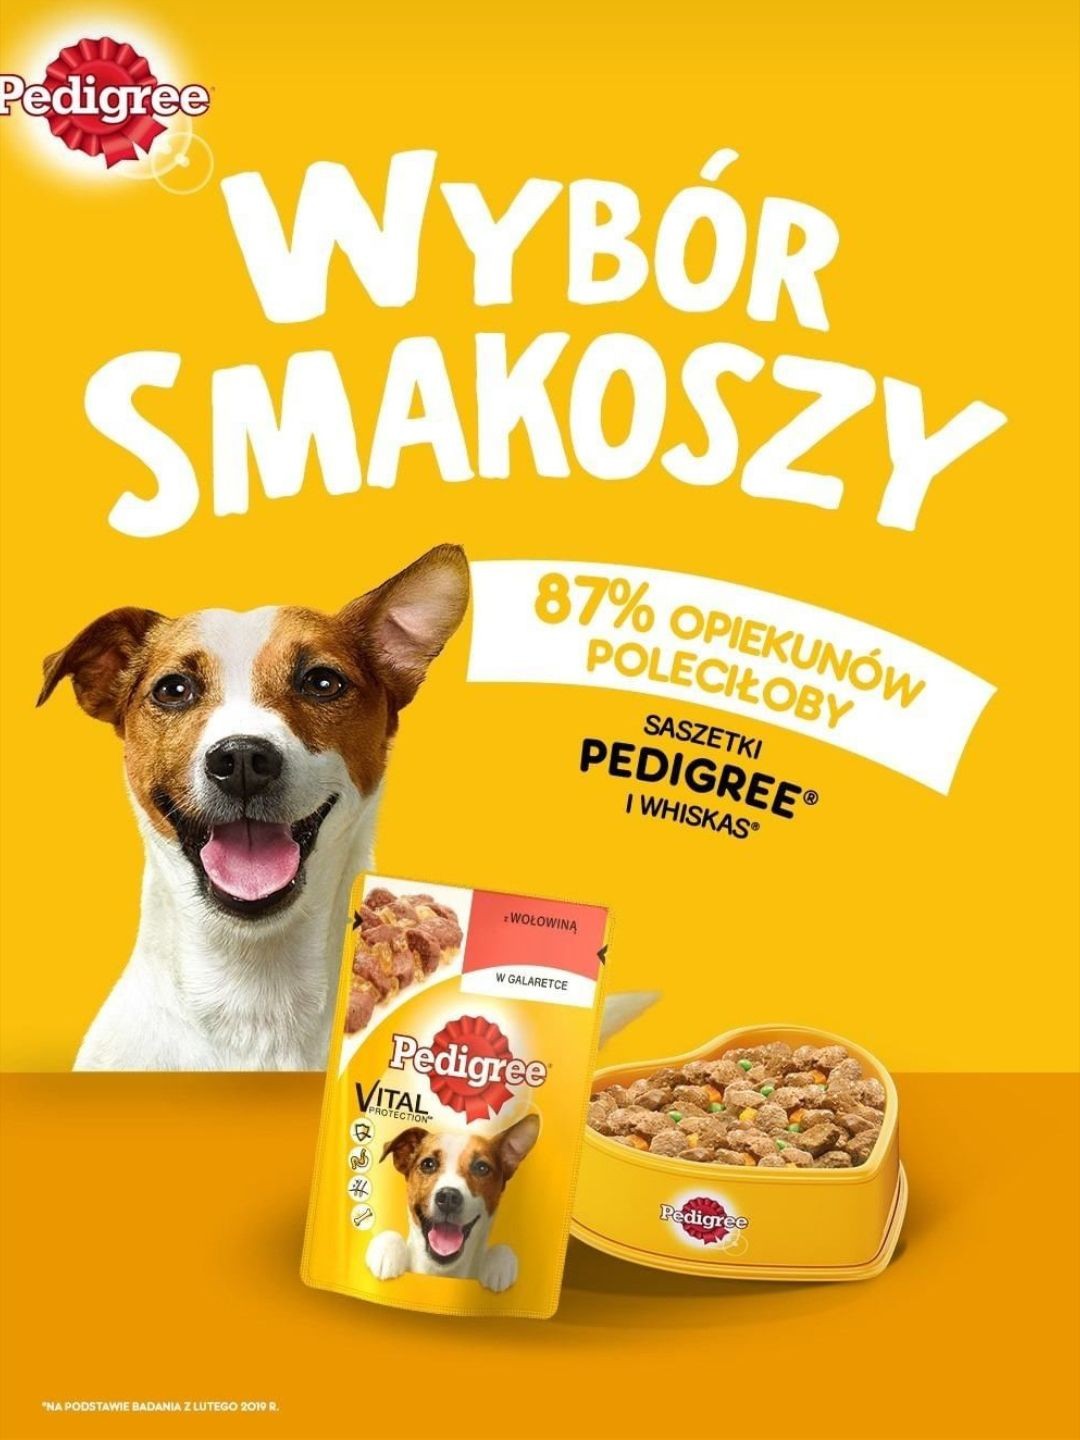 Pedigree
WYBÓR
SMAKOSZY
87% OPIEKUNÓW
POLECIŁOBY
SASZETKI
PEDIGREE®
I WHISKAS®
z WOŁOWINĄ
W GALARETCE
Pedigree
VITAL
PROTECTION™
Pedigree
*NA PODSTAWIE BADANIA Z LUTEGO 2019 R.